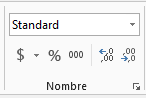 Standard
$ % 000 ←,0 ,00 ,00 →,0
Nombre